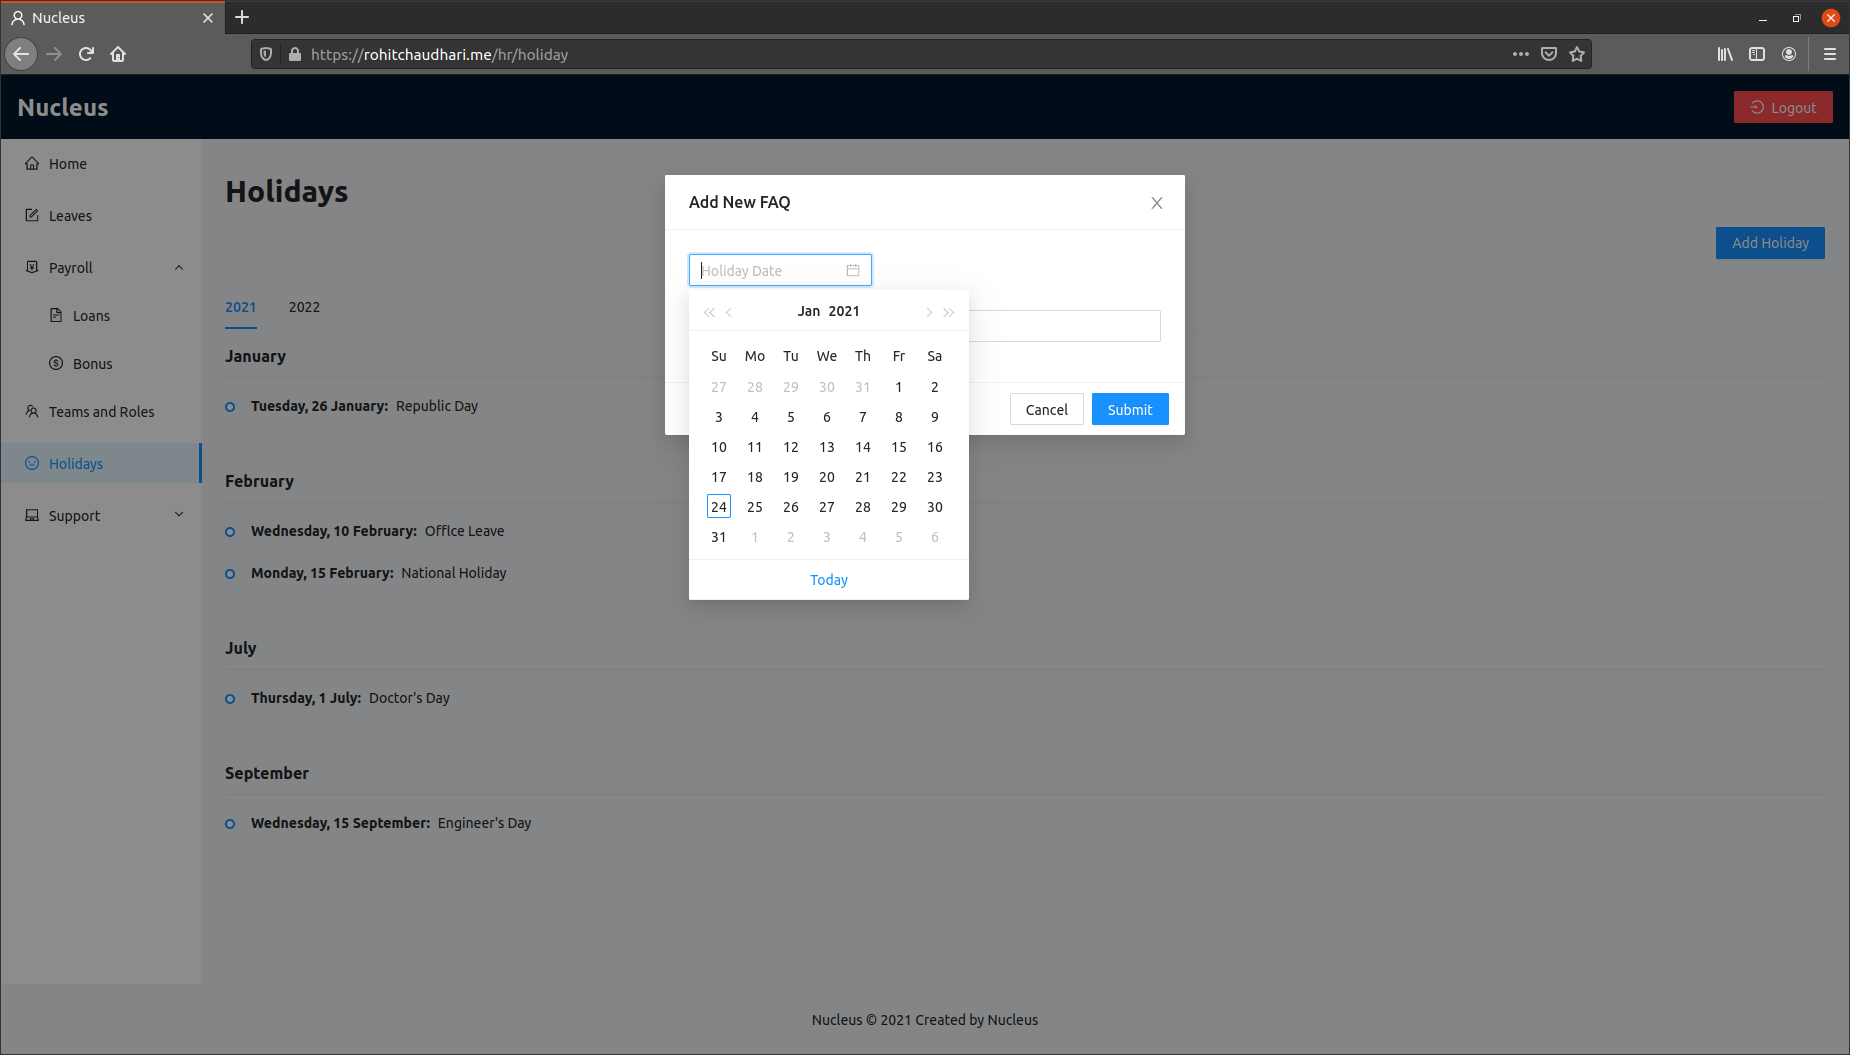 Nucleus
https://rohitchaudhari.me/hr/holiday
Nucleus
Logout
Home
Leaves
Payroll
Loans
Bonus
Teams and Roles
Holidays
Support
Holidays
Add Holiday
2021 2022
January
Tuesday, 26 January: Republic Day
February
Wednesday, 10 February: Office Leave
Monday, 15 February: National Holiday
July
Thursday, 1 July: Doctor's Day
September
Wednesday, 15 September: Engineer's Day
Add New FAQ
Holiday Date
Jan 2021
Su Mo Tu We Th Fr Sa
27 28 29 30 31 1 2
3 4 5 6 7 8 9
10 11 12 13 14 15 16
17 18 19 20 21 22 23
24 25 26 27 28 29 30
31 1 2 3 4 5 6
Today
Cancel Submit
Nucleus © 2021 Created by Nucleus